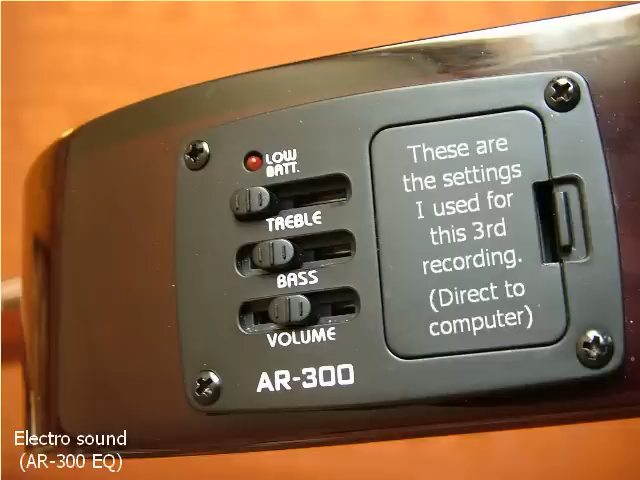 LOW
BATT.
TREBLE
BASS
VOLUME
AR-300
These are
the settings
I used for
this 3rd
recording.
(Direct to
computer)
Electro sound
(AR-300 EQ)